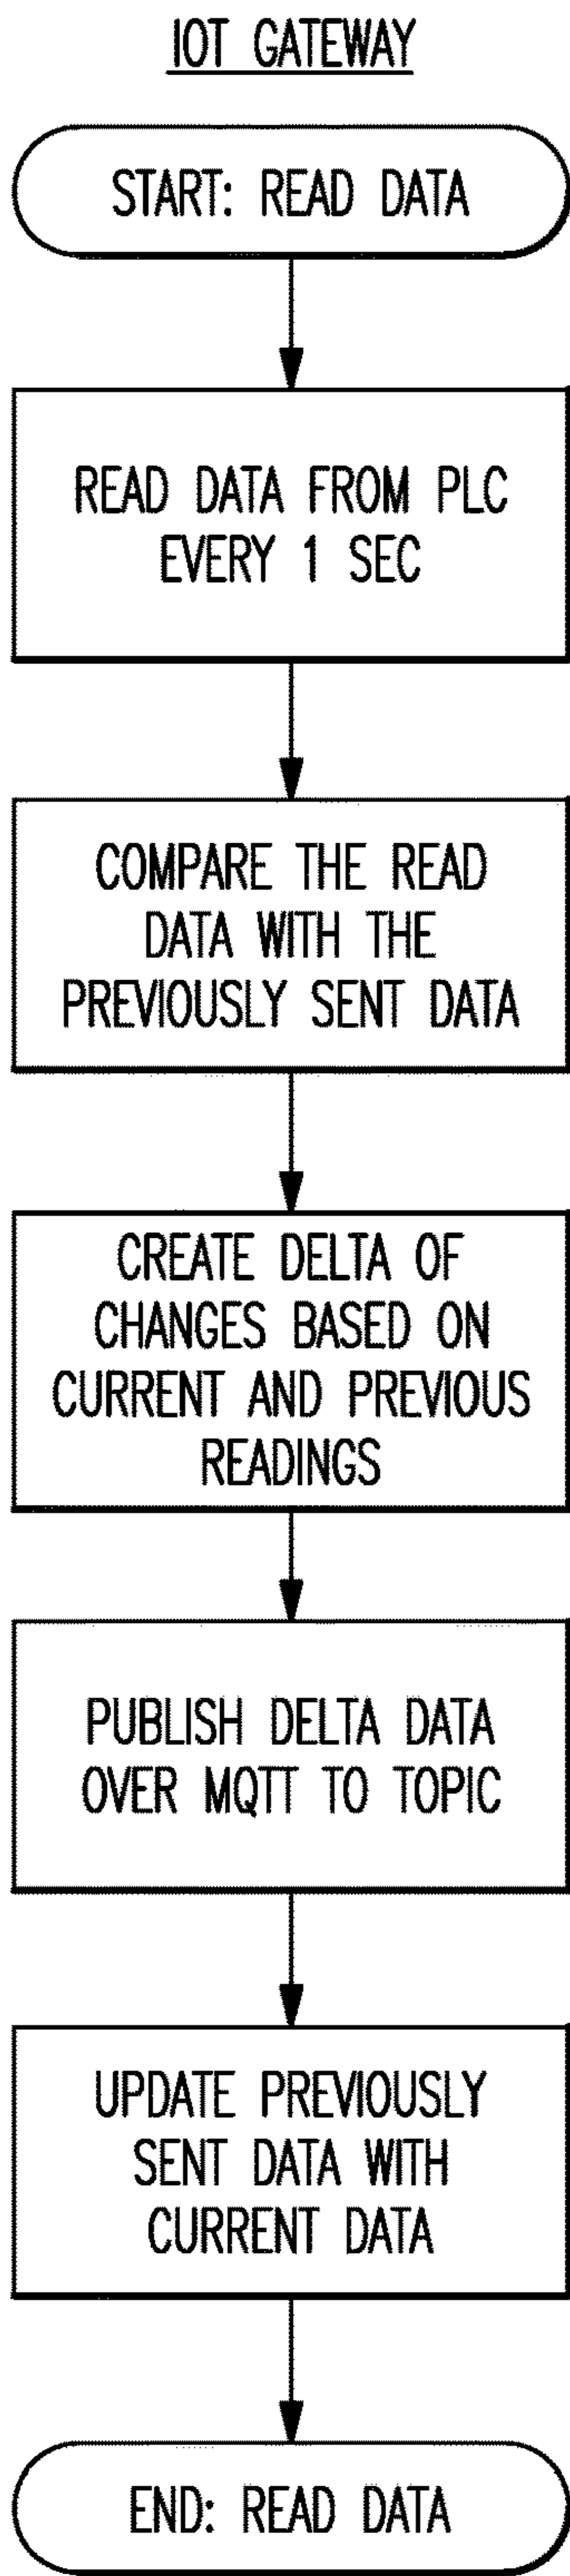 IOT GATEWAY
START: READ DATA
READ DATA FROM PLC
EVERY 1 SEC
COMPARE THE READ
DATA WITH THE
PREVIOUSLY SENT DATA
CREATE DELTA OF
CHANGES BASED ON
CURRENT AND PREVIOUS
READINGS
PUBLISH DELTA DATA
OVER MQTT TO TOPIC
UPDATE PREVIOUSLY
SENT DATA WITH
CURRENT DATA
END: READ DATA